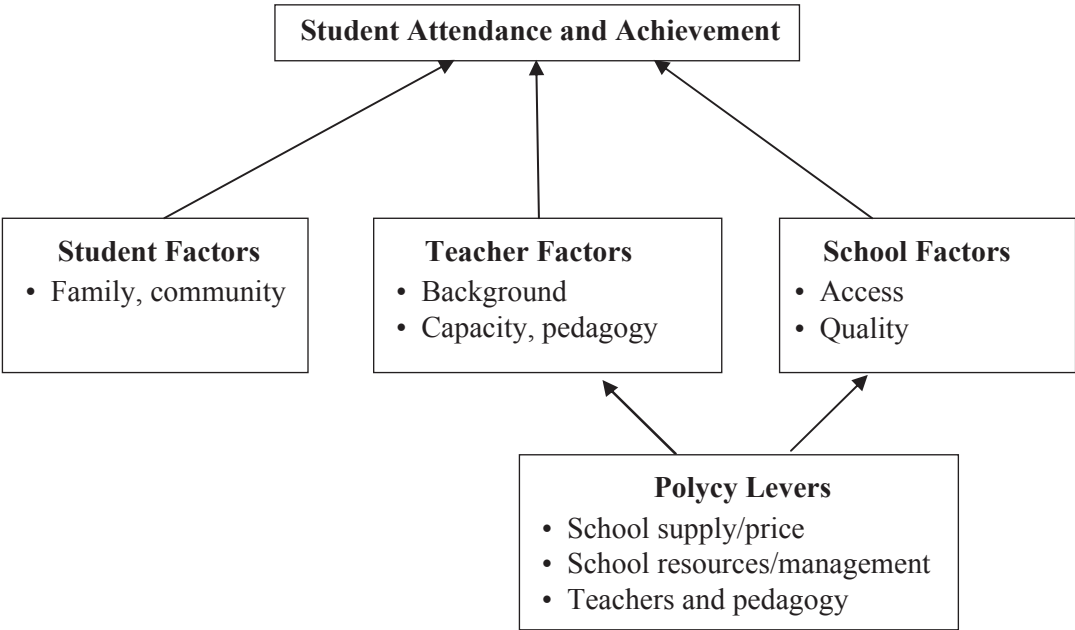 Student Attendance and Achievement
Student Factors
• Family, community
Teacher Factors
• Background
• Capacity, pedagogy
School Factors
• Access
• Quality
Polycy Levers
• School supply/price
• School resources/management
• Teachers and pedagogy